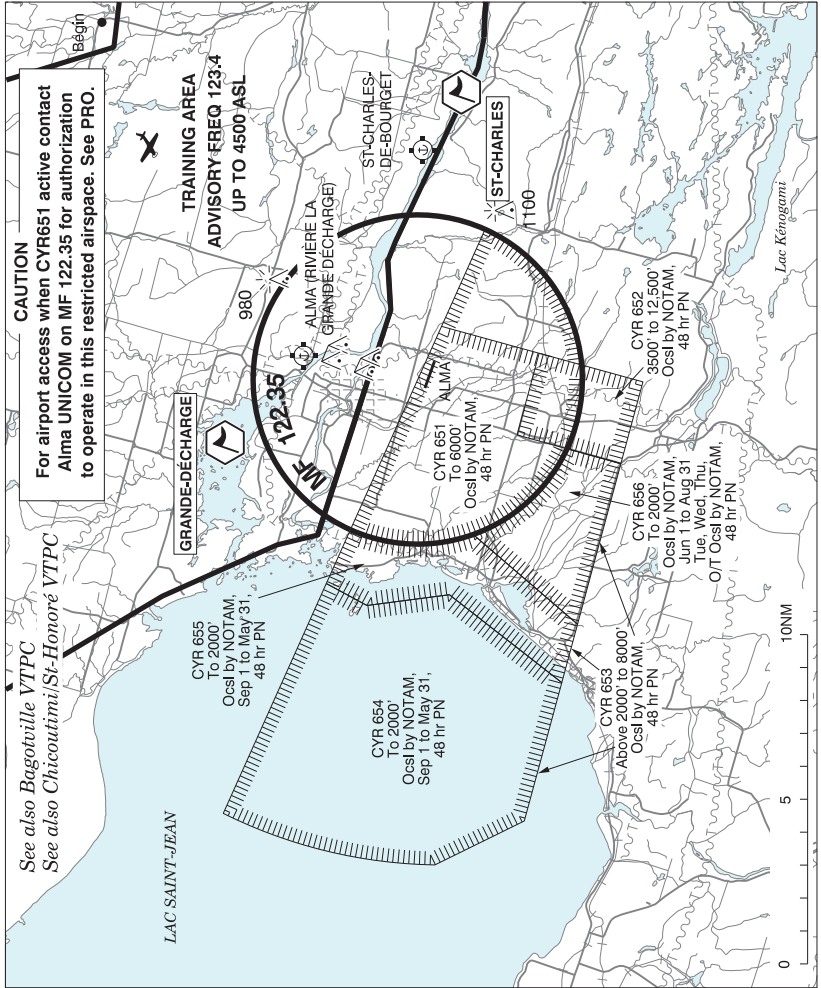 See also Bagotville VTPC
See also Chicoutimi/St-Honoré VTPC
CAUTION
For airport access when CYR651 active contact
Alma UNICOM on MF 122.35 for authorization
to operate in this restricted airspace. See PRO.
Bégin
TRAINING AREA
ADVISORY FREQ 123.4
UP TO 4500 ASL
GRANDE-DÉCHARGE
980
ALMA (RIVIÈRE LA
GRANDE DÉCHARGE)
ST-CHARLES-
DE-BOURGET
ST-CHARLES
1100
MF 122.35
LAC SAINT-JEAN
CYR 655
To 2000'
Ocsl by NOTAM,
Sep 1 to May 31,
48 hr PN
CYR 654
To 2000'
Ocsl by NOTAM,
Sep 1 to May 31,
48 hr PN
CYR 651
To 6000'
Ocsl by NOTAM,
48 hr PN
ALMA
CYR 652
3500' to 12,500'
Ocsl by NOTAM,
48 hr PN
CYR 656
To 2000'
Ocsl by NOTAM,
Jun 1 to Aug 31
Tue, Wed, Thu,
O/T Ocsl by NOTAM,
48 hr PN
CYR 653
Above 2000' to 8000'
Ocsl by NOTAM,
48 hr PN
Lac Kénogami
0
5
10NM